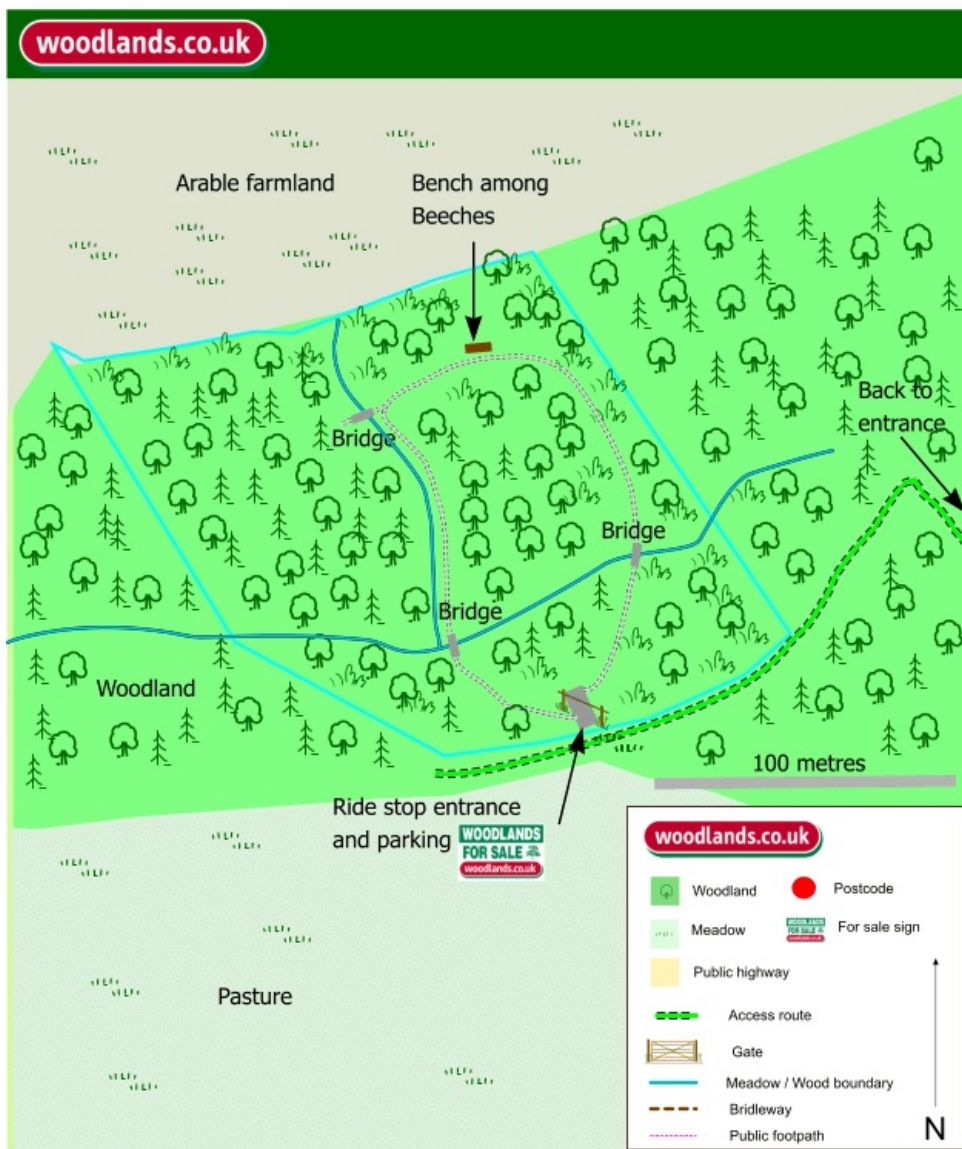 woodlands.co.uk
Arable farmland
Bench among
Beeches
Back to
entrance
Bridge
Bridge
Bridge
Woodland
100 metres
Ride stop entrance
and parking
WOODLANDS
FOR SALE
woodlands.co.uk
Pasture
woodlands.co.uk
Woodland
Postcode
Meadow
WOODLANDS
FOR SALE
woodlands.co.uk
For sale sign
Public highway
Access route
Gate
Meadow / Wood boundary
Bridleway
Public footpath
N